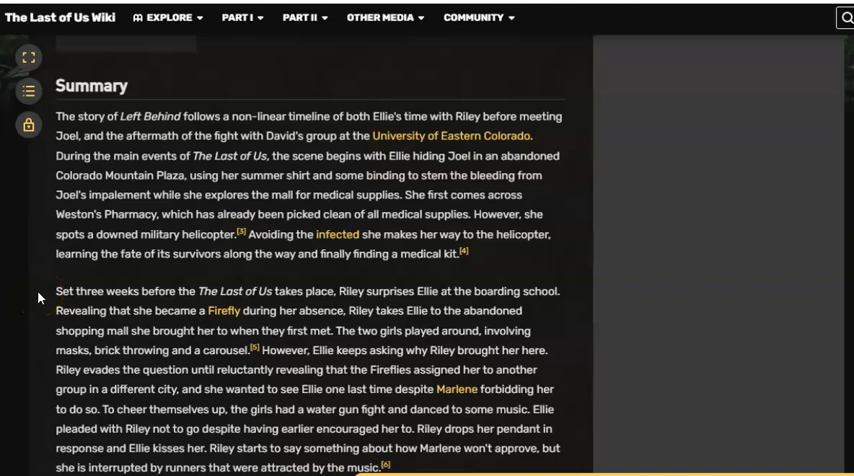 The Last of Us Wiki EXPLORE PART I PART II OTHER MEDIA COMMUNITY
Summary
The story of Left Behind follows a non-linear timeline of both Ellie's time with Riley before meeting
Joel, and the aftermath of the fight with David's group at the University of Eastern Colorado.
During the main events of The Last of Us, the scene begins with Ellie hiding Joel in an abandoned
Colorado Mountain Plaza, using her summer shirt and some binding to stem the bleeding from
Joel's impalement while she explores the mall for medical supplies. She first comes across
Weston's Pharmacy, which has already been picked clean of all medical supplies. However, she
spots a downed military helicopter.[3] Avoiding the infected she makes her way to the helicopter,
learning the fate of its survivors along the way and finally finding a medical kit.[4]
Set three weeks before the The Last of Us takes place, Riley surprises Ellie at the boarding school.
Revealing that she became a Firefly during her absence, Riley takes Ellie to the abandoned
shopping mall she brought her to when they first met. The two girls played around, involving
masks, brick throwing and a carousel.[5] However, Ellie keeps asking why Riley brought her here.
Riley evades the question until reluctantly revealing that the Fireflies assigned her to another
group in a different city, and she wanted to see Ellie one last time despite Marlene forbidding her
to do so. To cheer themselves up, the girls had a water gun fight and danced to some music. Ellie
pleaded with Riley not to go despite having earlier encouraged her to. Riley drops her pendant in
response and Ellie kisses her. Riley starts to say something about how Marlene won't approve, but
she is interrupted by runners that were attracted by the music.[6]